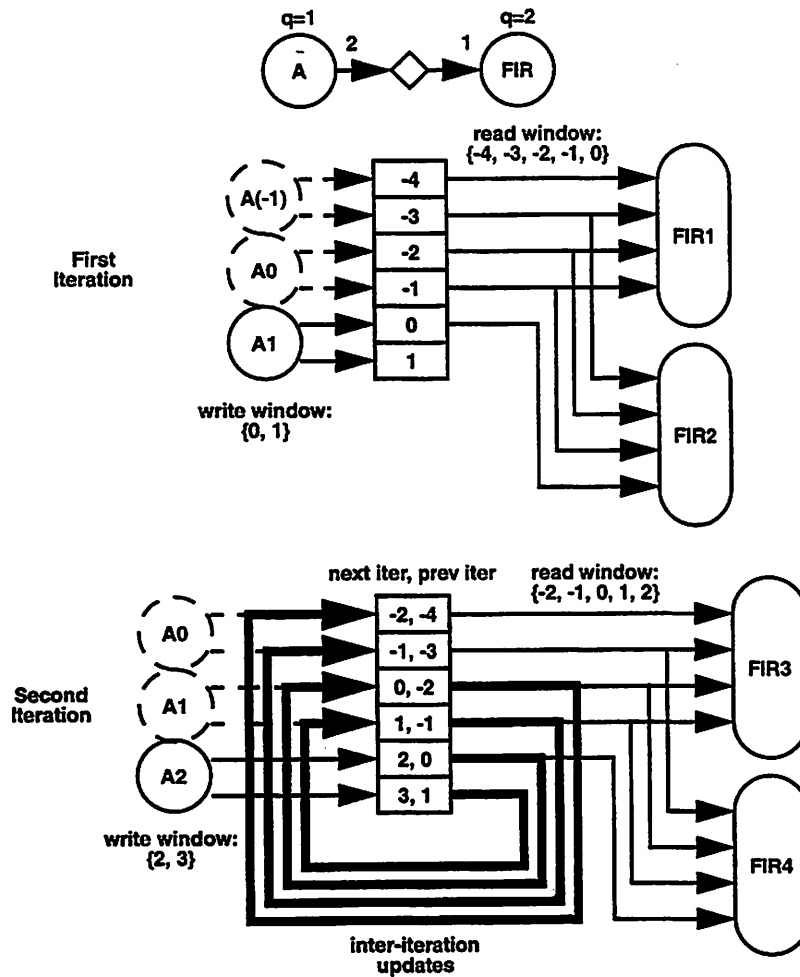 q=1
q=2
2
1
A
FIR
read window:
{-4, -3, -2, -1, 0}
A(-1)
-4
-3
FIR1
First
Iteration
A0
-2
-1
A1
0
1
write window:
{0, 1}
FIR2
next iter, prev iter
read window:
{-2, -1, 0, 1, 2}
A0
-2, -4
-1, -3
FIR3
Second
Iteration
A1
0, -2
1, -1
A2
2, 0
3, 1
write window:
{2, 3}
FIR4
inter-iteration
updates